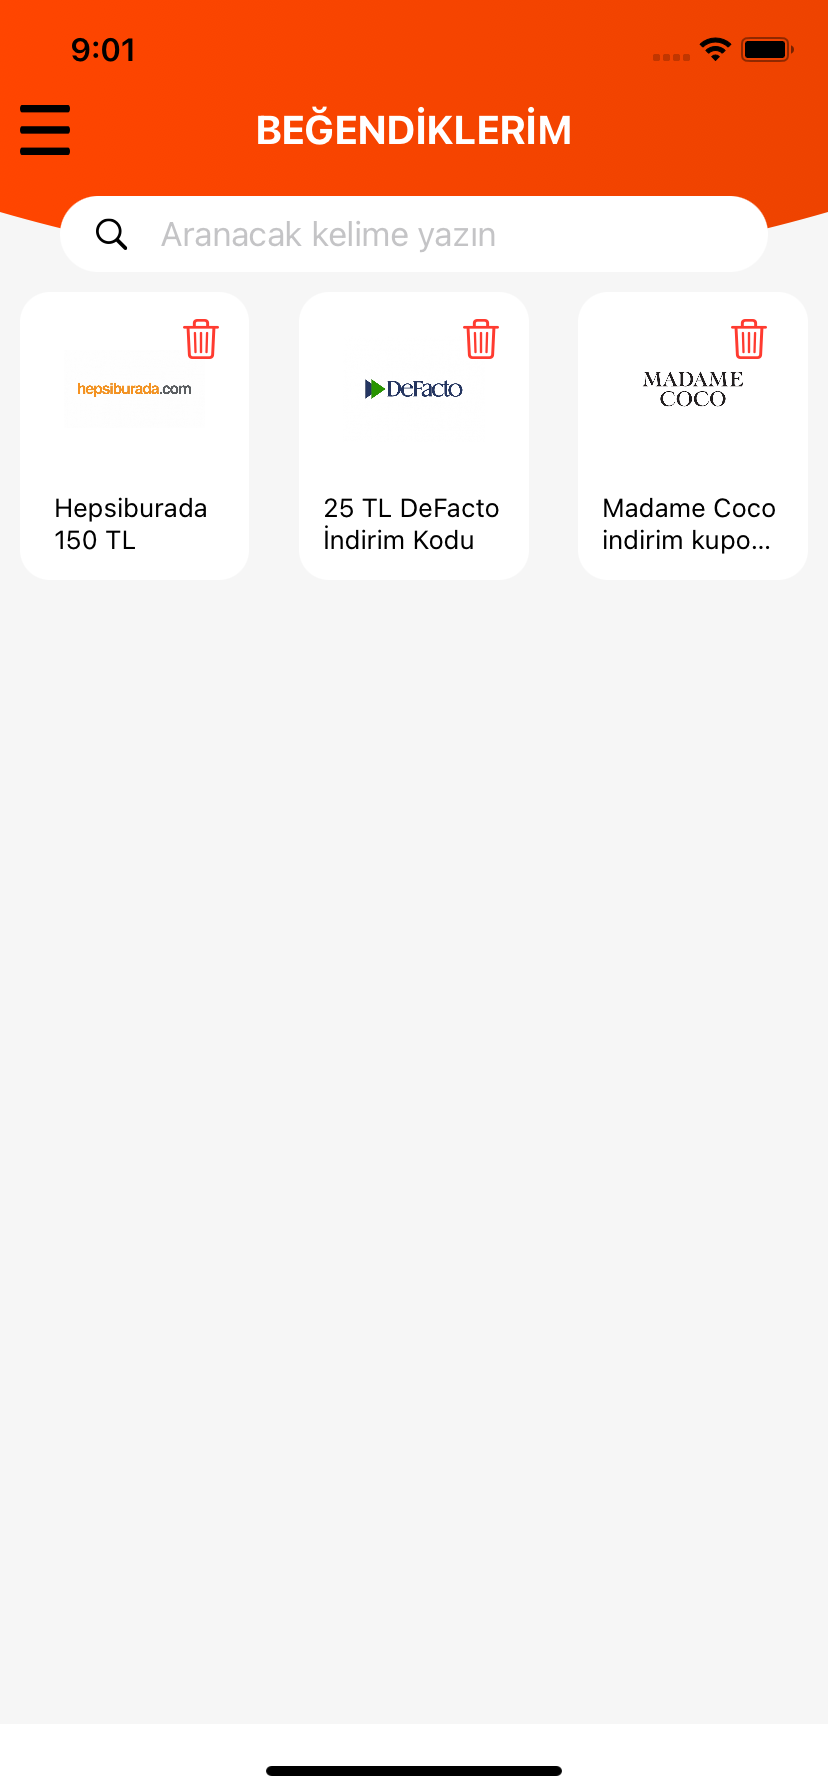 9:01
BEĞENDİKLERİM
Aranacak kelime yazın
hepsiburada.com
DeFacto
MADAME
COCO
Hepsiburada
150 TL
25 TL DeFacto
İndirim Kodu
Madame Coco
indirim kupo...